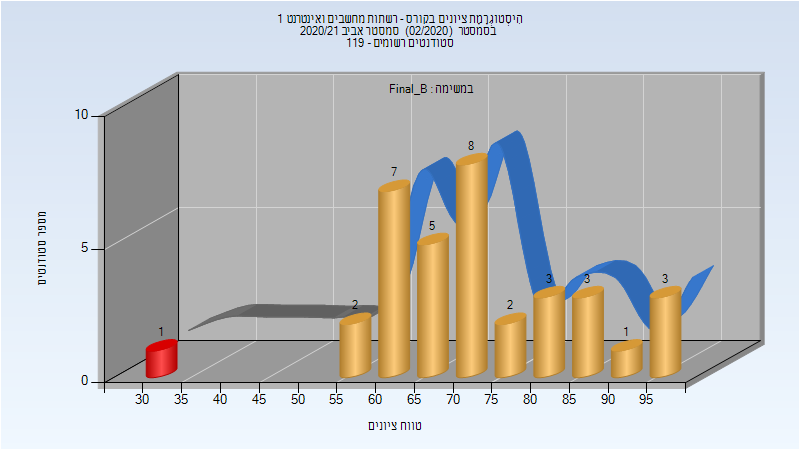 היסטוגרמת ציונים בקורס - רשתות מחשבים ואינטרנט 1
בסמסטר (02/2020) סמסטר אביב 2020/21
סטודנטים רשומים - 119
במשימה : Final_B
10
5
0
מספר סטודנטים
1
2
7
5
8
2
3
3
1
3
30 35 40 45 50 55 60 65 70 75 80 85 90 95
טווח ציונים